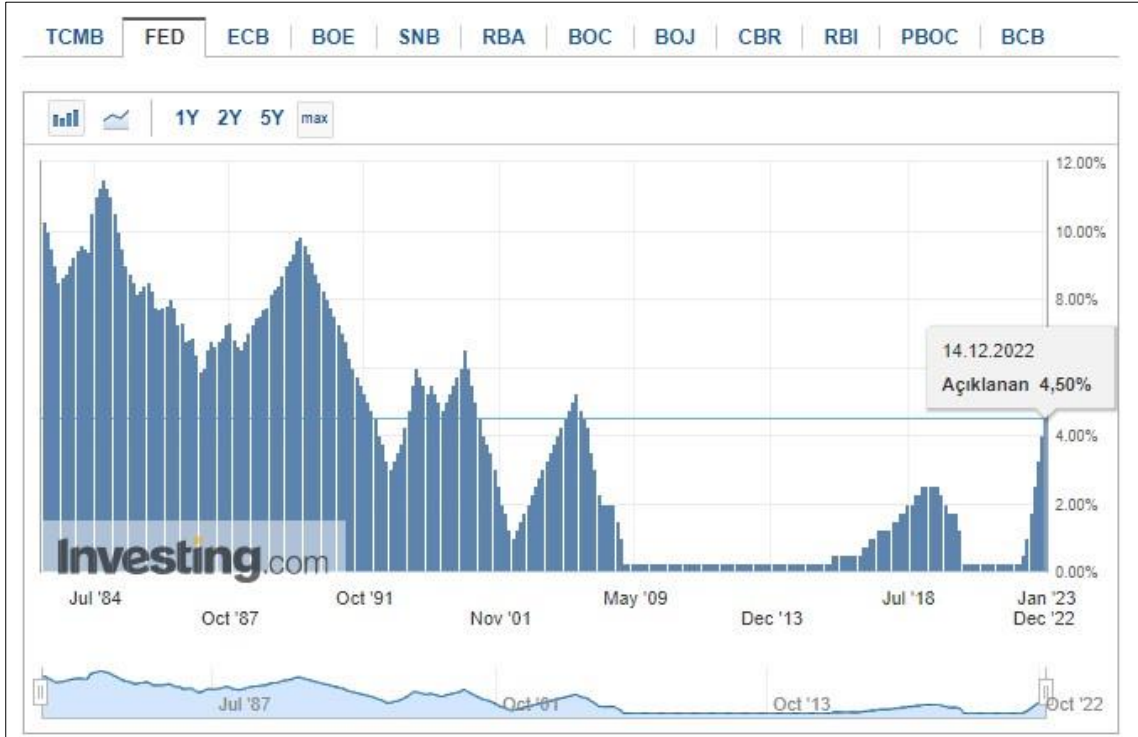 TCMB FED ECB BOE SNB RBA BOC BOJ CBR RBI PBOC BCB
1Y 2Y 5Y max
12.00%
10.00%
8.00%
14.12.2022
Açıklanan 4,50%
4.00%
2.00%
0.00%
Investing.com
Jul '84 Oct '91 May '09 Jul '18 Jan '23
Oct '87 Nov '01 Dec '13 Dec '22
Jul '87 Oct '01 Oct '13 Oct '22